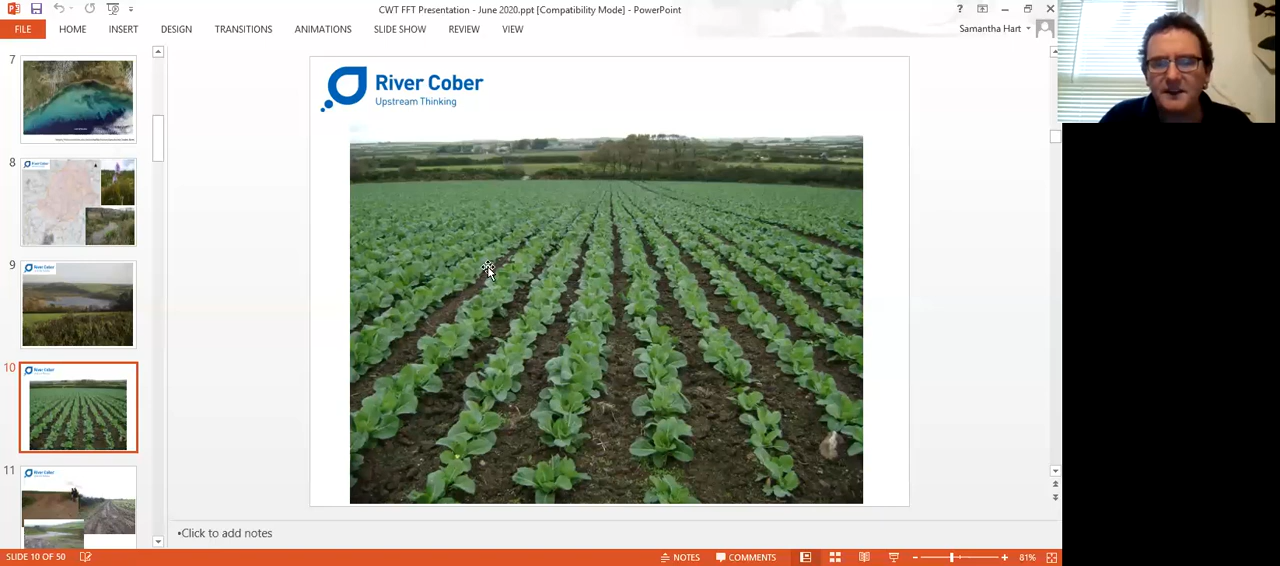 CWT FFT Presentation - June 2020.ppt [Compatibility Mode] - PowerPoint
FILE HOME INSERT DESIGN TRANSITIONS ANIMATIONS SLIDE SHOW REVIEW VIEW
Samantha Hart
7
8
9
10
11
River Cober
Upstream Thinking
•Click to add notes
SLIDE 10 OF 50
NOTES
COMMENTS
81%